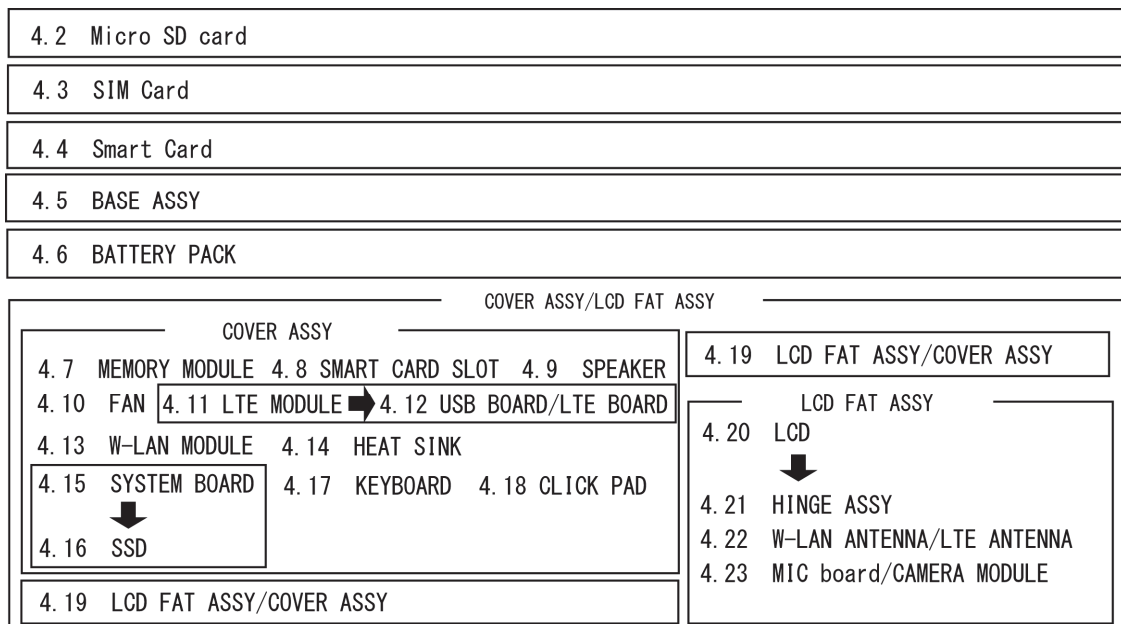 4.2 Micro SD card
4.3 SIM Card
4.4 Smart Card
4.5 BASE ASSY
4.6 BATTERY PACK
COVER ASSY/LCD FAT ASSY
COVER ASSY
4.7 MEMORY MODULE 4.8 SMART CARD SLOT 4.9 SPEAKER
4.10 FAN 4.11 LTE MODULE 4.12 USB BOARD/LTE BOARD
4.13 W-LAN MODULE 4.14 HEAT SINK
4.15 SYSTEM BOARD 4.17 KEYBOARD 4.18 CLICK PAD
4.16 SSD
4.19 LCD FAT ASSY/COVER ASSY
4.19 LCD FAT ASSY/COVER ASSY
LCD FAT ASSY
4.20 LCD
4.21 HINGE ASSY
4.22 W-LAN ANTENNA/LTE ANTENNA
4.23 MIC board/CAMERA MODULE